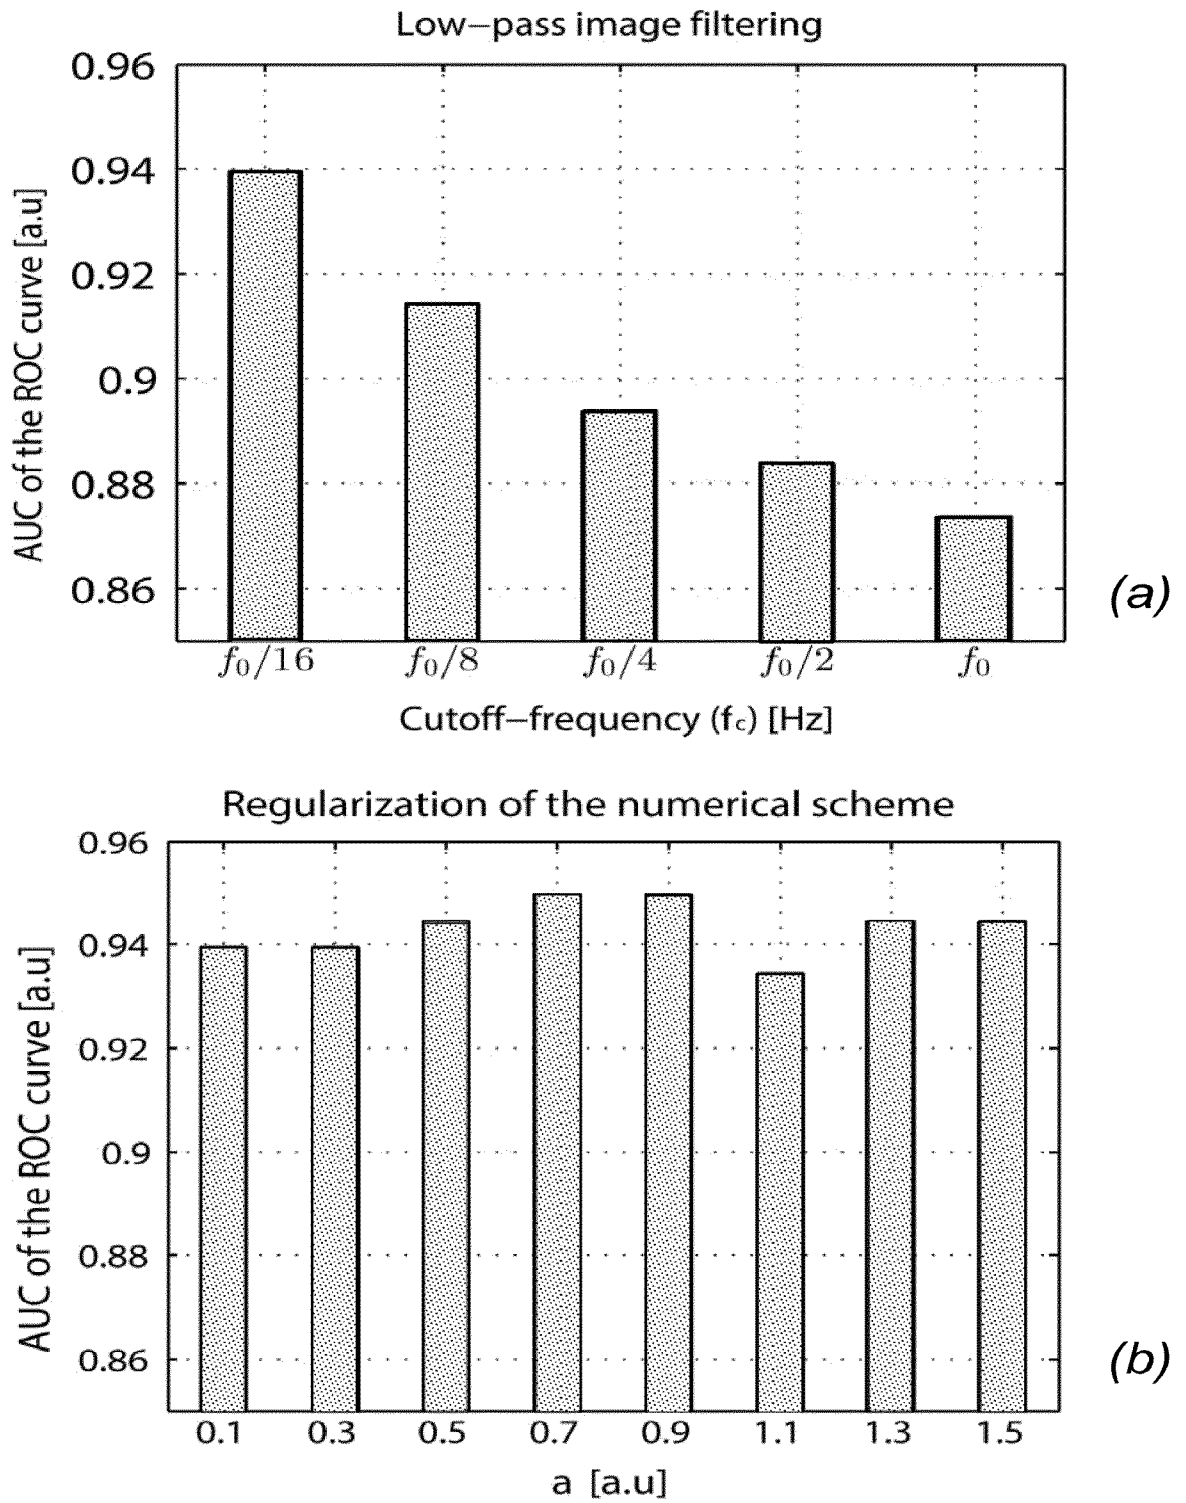 Low−pass image filtering
0.96
0.94
0.92
0.9
0.88
0.86
AUC of the ROC curve [a.u]
f₀/16 f₀/8 f₀/4 f₀/2 f₀
Cutoff−frequency (fc) [Hz]
(a)
Regularization of the numerical scheme
0.96
0.94
0.92
0.9
0.88
0.86
AUC of the ROC curve [a.u]
0.1 0.3 0.5 0.7 0.9 1.1 1.3 1.5
a [a.u]
(b)